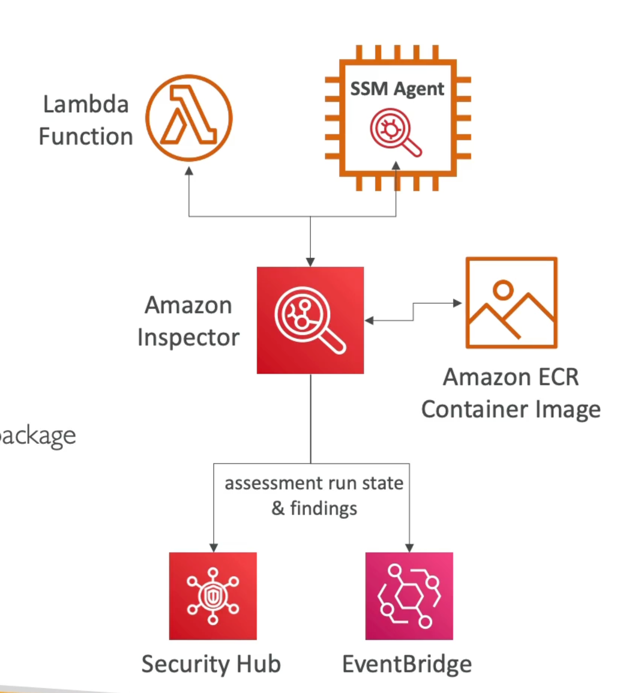 SSM Agent
Lambda
Function
Amazon
Inspector
Amazon ECR
Container Image
package
assessment run state
& findings
Security Hub
EventBridge